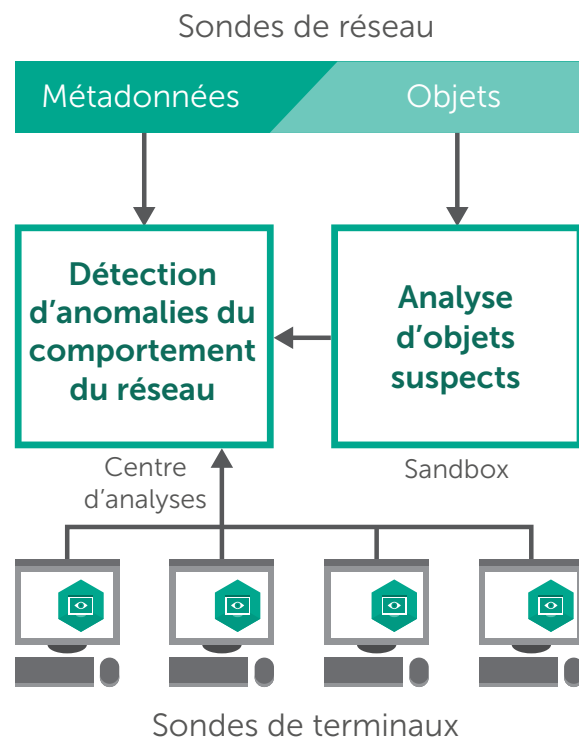 Sondes de réseau
Métadonnées
Objets
Détection
d'anomalies du
comportement
du réseau
Analyse
d'objets
suspects
Centre
d'analyses
Sandbox
Sondes de terminaux